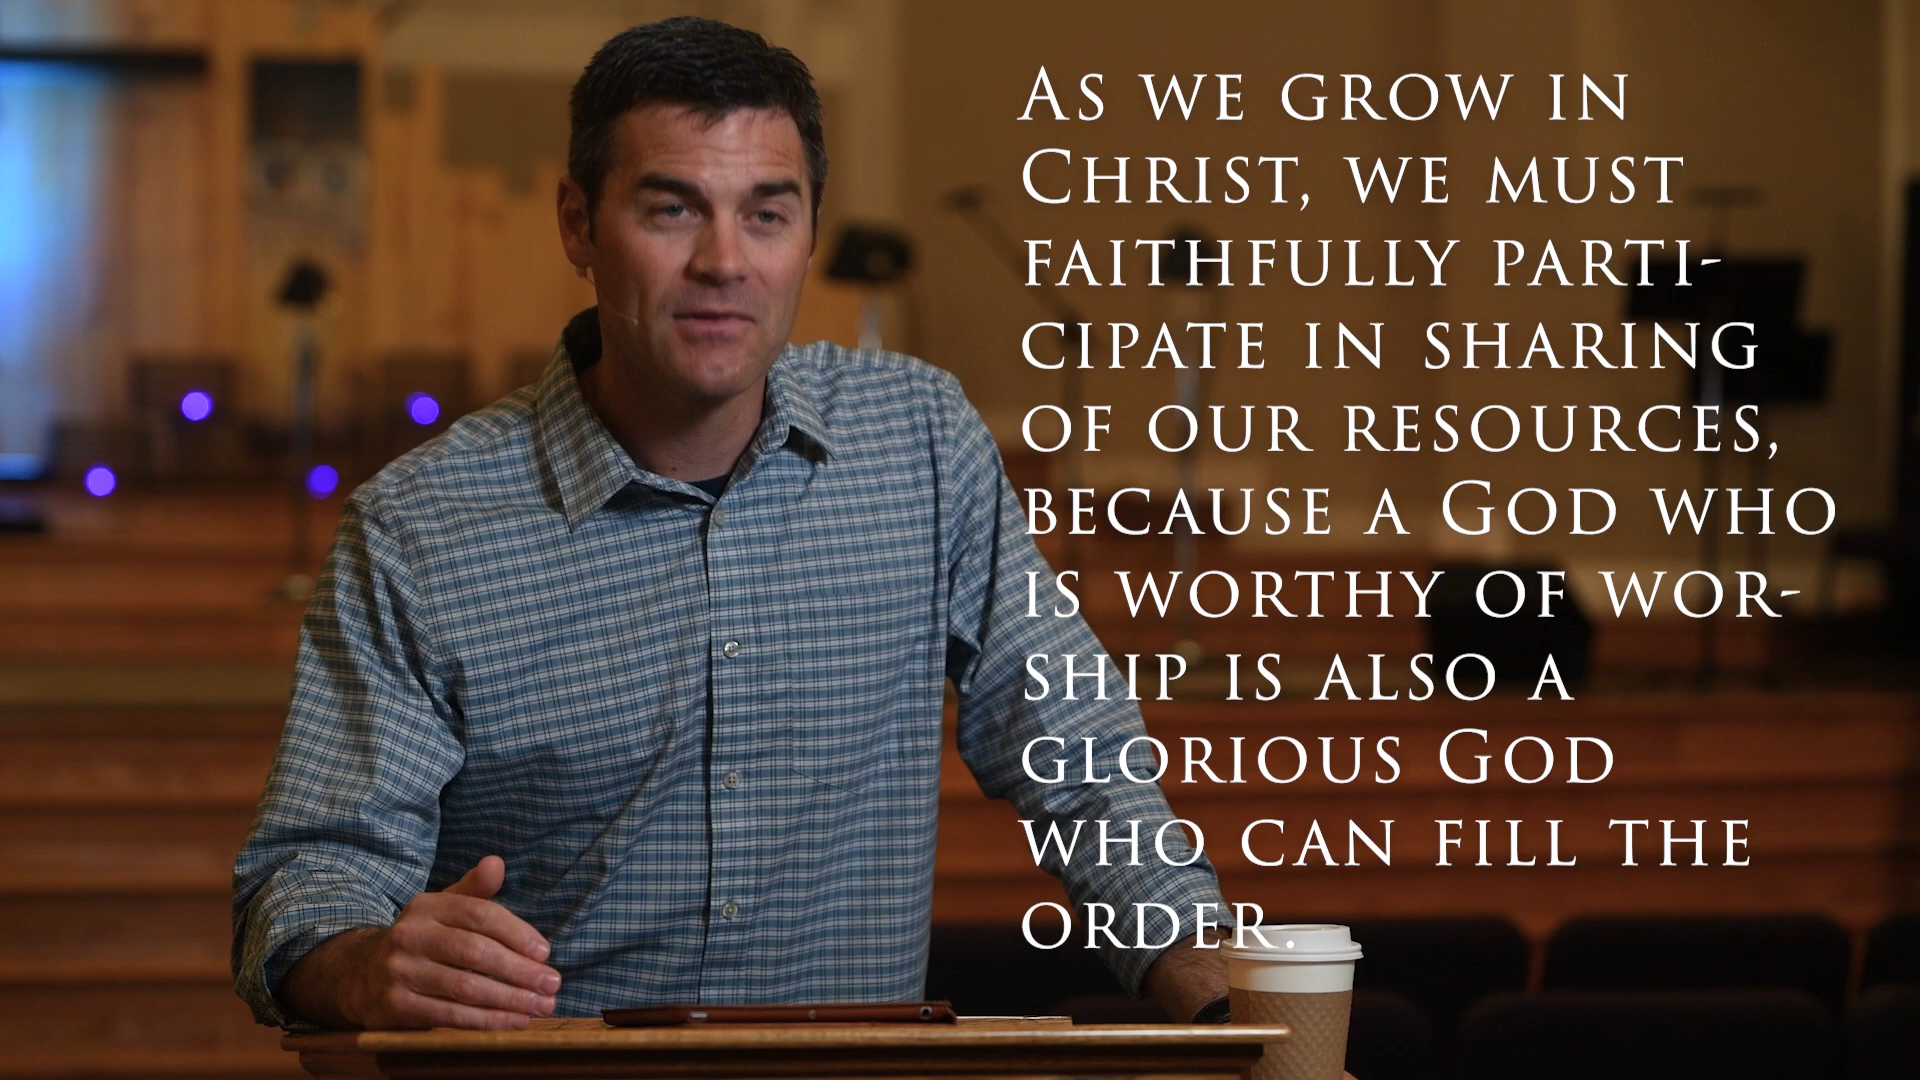 As we grow in
Christ, we must
faithfully parti-
cipate in sharing
of our resources,
because a God who
is worthy of wor-
ship is also a
glorious God
who can fill the
order.